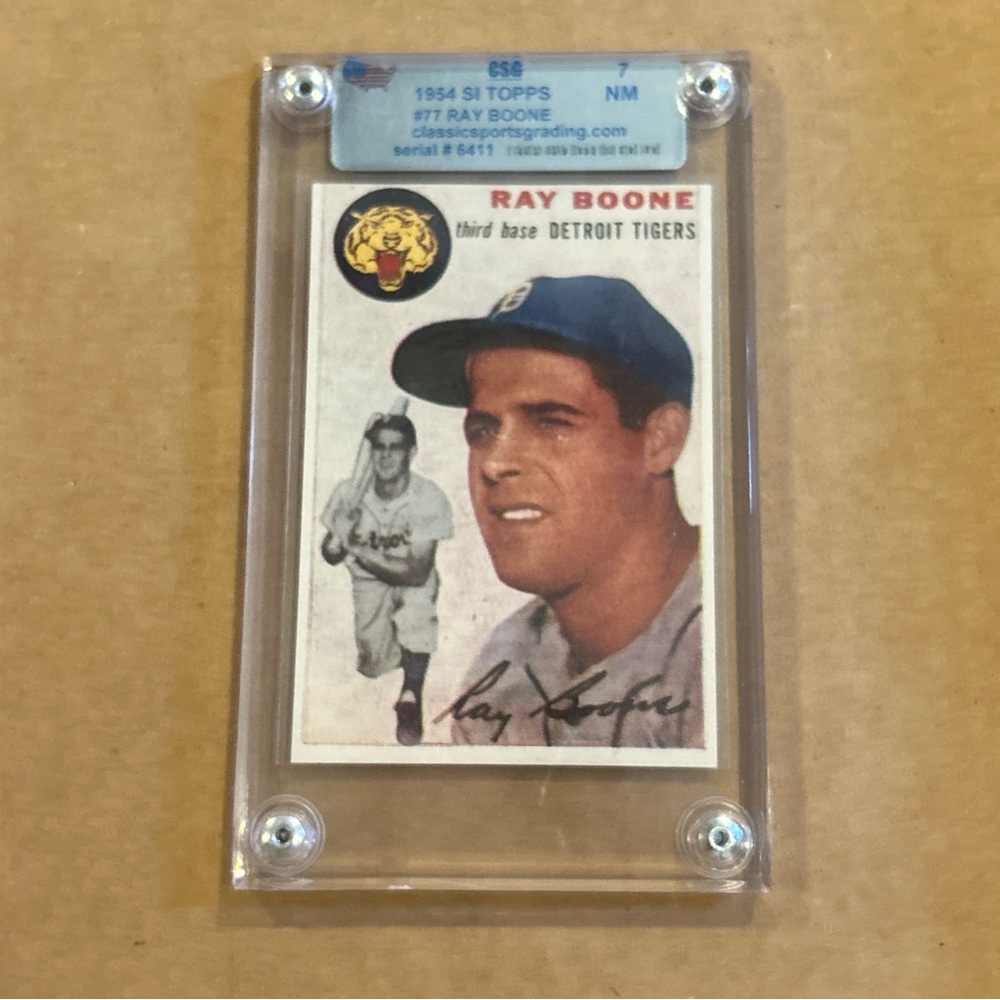 CSG 7
1954 SI TOPPS NM
#77 RAY BOONE
classicsportsgrading.com
serial # 6411
RAY BOONE
third base DETROIT TIGERS
B
Detroit
Ray Boone